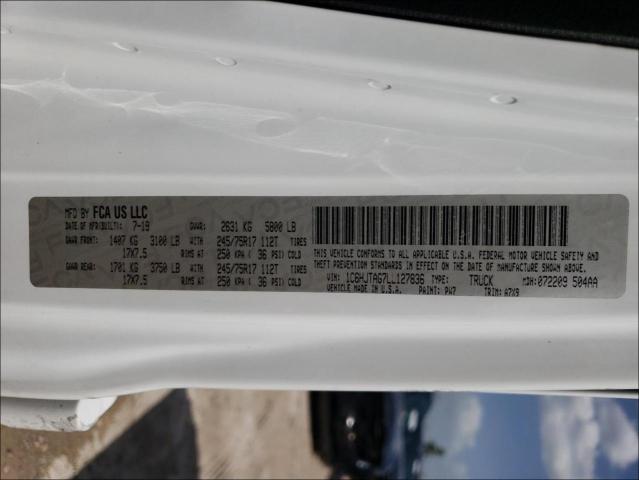 MFD BY FCA US LLC
DATE OF MFR(BUILT): 7-19 GVWR: 2631 KG 5800 LB
GAWR FRONT: 1407 KG 3100 LB WITH 245/75R17 112T TIRES
17X7.5 RIMS AT 250 KPA ( 36 PSI) COLD
GAWR REAR: 1701 KG 3750 LB WITH 245/75R17 112T TIRES
17X7.5 RIMS AT 250 KPA ( 36 PSI) COLD
THIS VEHICLE CONFORMS TO ALL APPLICABLE U.S.A. FEDERAL MOTOR VEHICLE SAFETY AND
THEFT PREVENTION STANDARDS IN EFFECT ON THE DATE OF MANUFACTURE SHOWN ABOVE.
VIN: 1C6HJTAG7LL127836 TYPE: TRUCK MDH: 072209 504AA
VEHICLE MADE IN U.S.A. PAINT: PW7 TRIM: A7X9